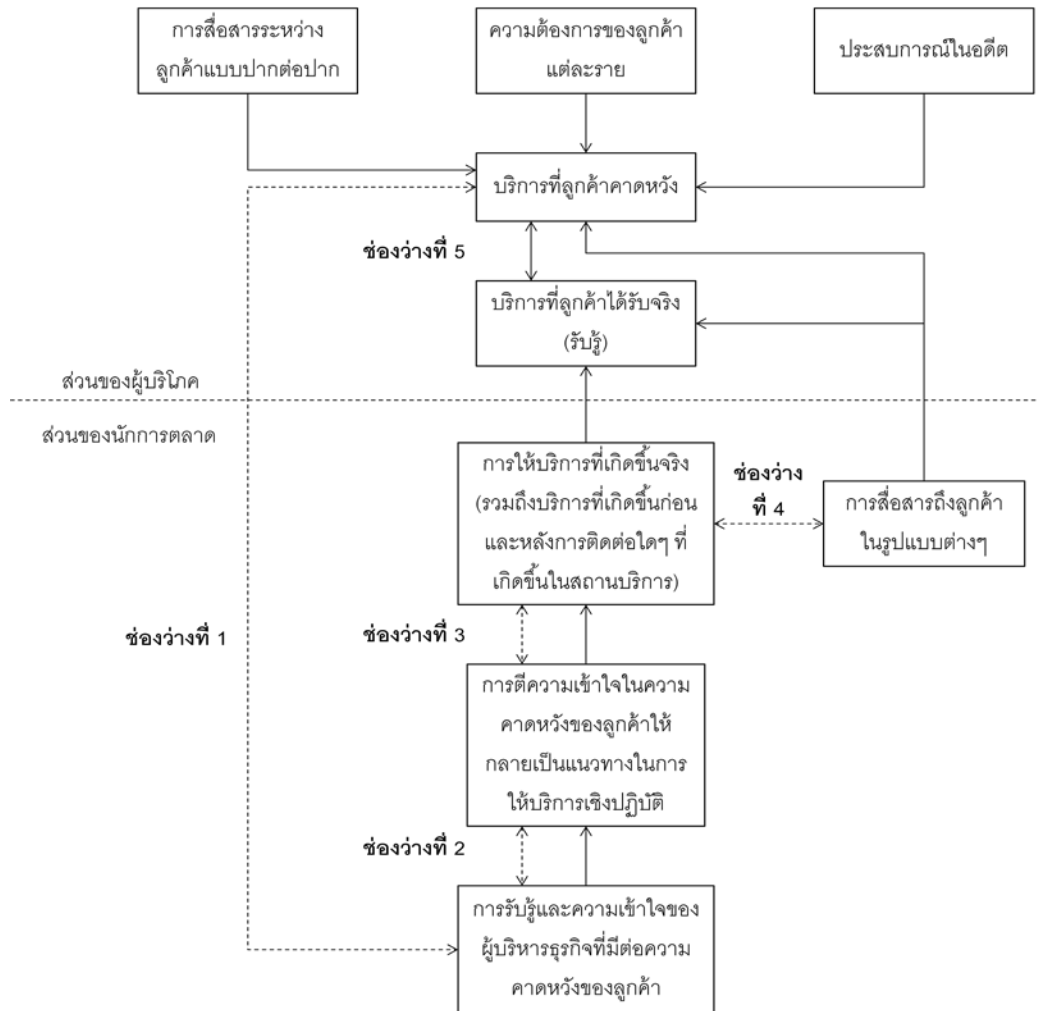 การสื่อสารระหว่าง
ลูกค้าแบบปากต่อปาก
ความต้องการของลูกค้า
แต่ละราย
ประสบการณ์ในอดีต
บริการที่ลูกค้าคาดหวัง
ช่องว่างที่ 5
บริการที่ลูกค้าได้รับจริง
(รับรู้)
ส่วนของผู้บริโภค
ส่วนของนักการตลาด
การให้บริการที่เกิดขึ้นจริง
(รวมถึงบริการที่เกิดขึ้นก่อน
และหลังการติดต่อใดๆ ที่
เกิดขึ้นในสถานบริการ)
ช่องว่าง
ที่ 4
การสื่อสารถึงลูกค้า
ในรูปแบบต่างๆ
ช่องว่างที่ 1
ช่องว่างที่ 3
การตีความเข้าใจในความ
คาดหวังของลูกค้าให้
กลายเป็นแนวทางในการ
ให้บริการเชิงปฏิบัติ
ช่องว่างที่ 2
การรับรู้และความเข้าใจของ
ผู้บริหารธุรกิจที่มีต่อความ
คาดหวังของลูกค้า